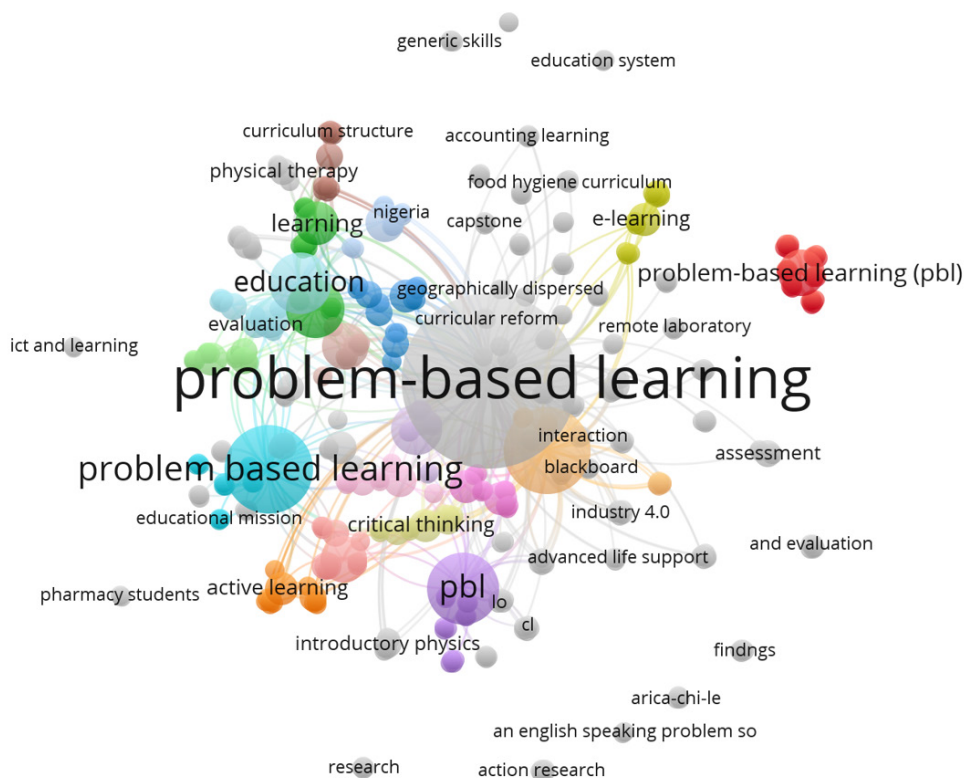 generic skills
education system
curriculum structure
accounting learning
physical therapy
food hygiene curriculum
learning
nigeria
capstone
e-learning
problem-based learning (pbl)
education
geographically dispersed
evaluation
curricular reform
remote laboratory
ict and learning
problem-based learning
interaction
assessment
problem based learning
blackboard
educational mission
critical thinking
industry 4.0
and evaluation
advanced life support
pharmacy students
active learning
pbl
lo
cl
introductory physics
findngs
arica-chi-le
an english speaking problem so
research
action research